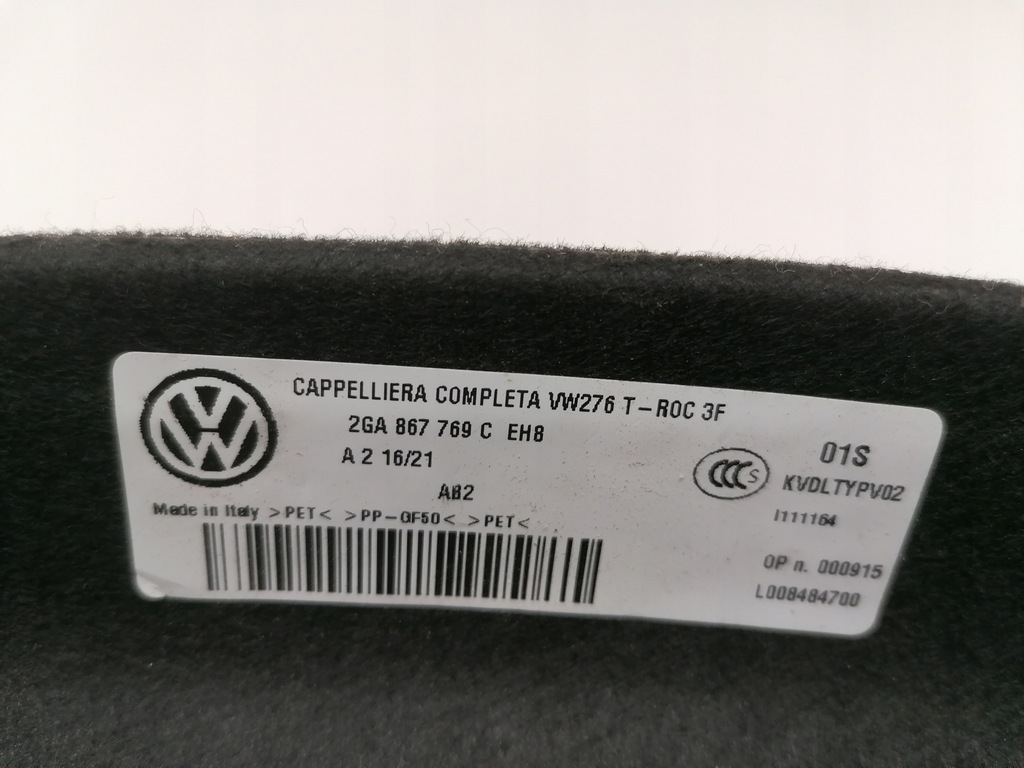 CAPPELLIERA COMPLETA VW276 T-ROC 3F
2GA 867 769 C EH8
A 2 16/21
AB2
Made in Italy >PET< >PP-GF50< >PET<
CCC S
01S
KVDLTYPV02
I111164
OP n. 000915
L008484700